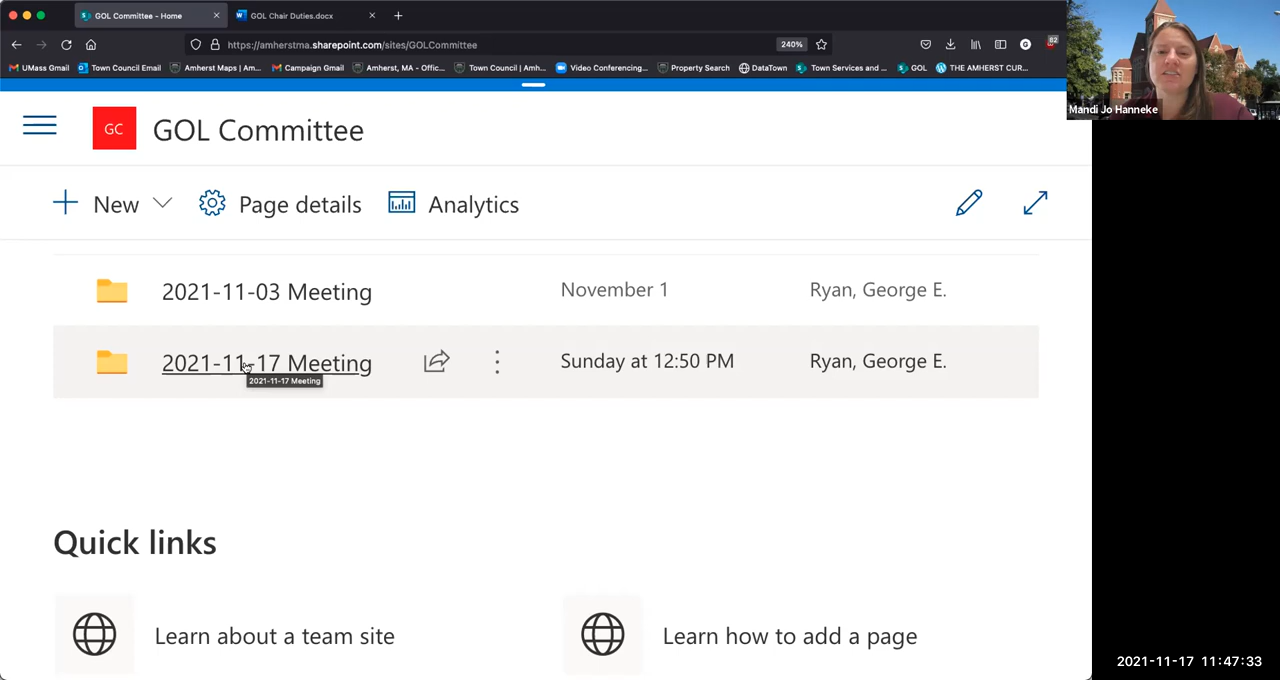 GOL Committee - Home
GOL Chair Duties.docx
https://amherstma.sharepoint.com/sites/GOLCommittee
240%
82
UMass Gmail
Town Council Email
Amherst Maps | Am...
Campaign Gmail
Amherst, MA - Offic...
Town Council | Amh...
Video Conferencing...
Property Search
DataTown
Town Services and ...
GOL
THE AMHERST CUR...
Mandi Jo Hanneke
GC
GOL Committee
New
Page details
Analytics
2021-11-03 Meeting
November 1
Ryan, George E.
2021-11-17 Meeting
Sunday at 12:50 PM
Ryan, George E.
2021-11-17 Meeting
Quick links
Learn about a team site
Learn how to add a page
2021-11-17 11:47:33